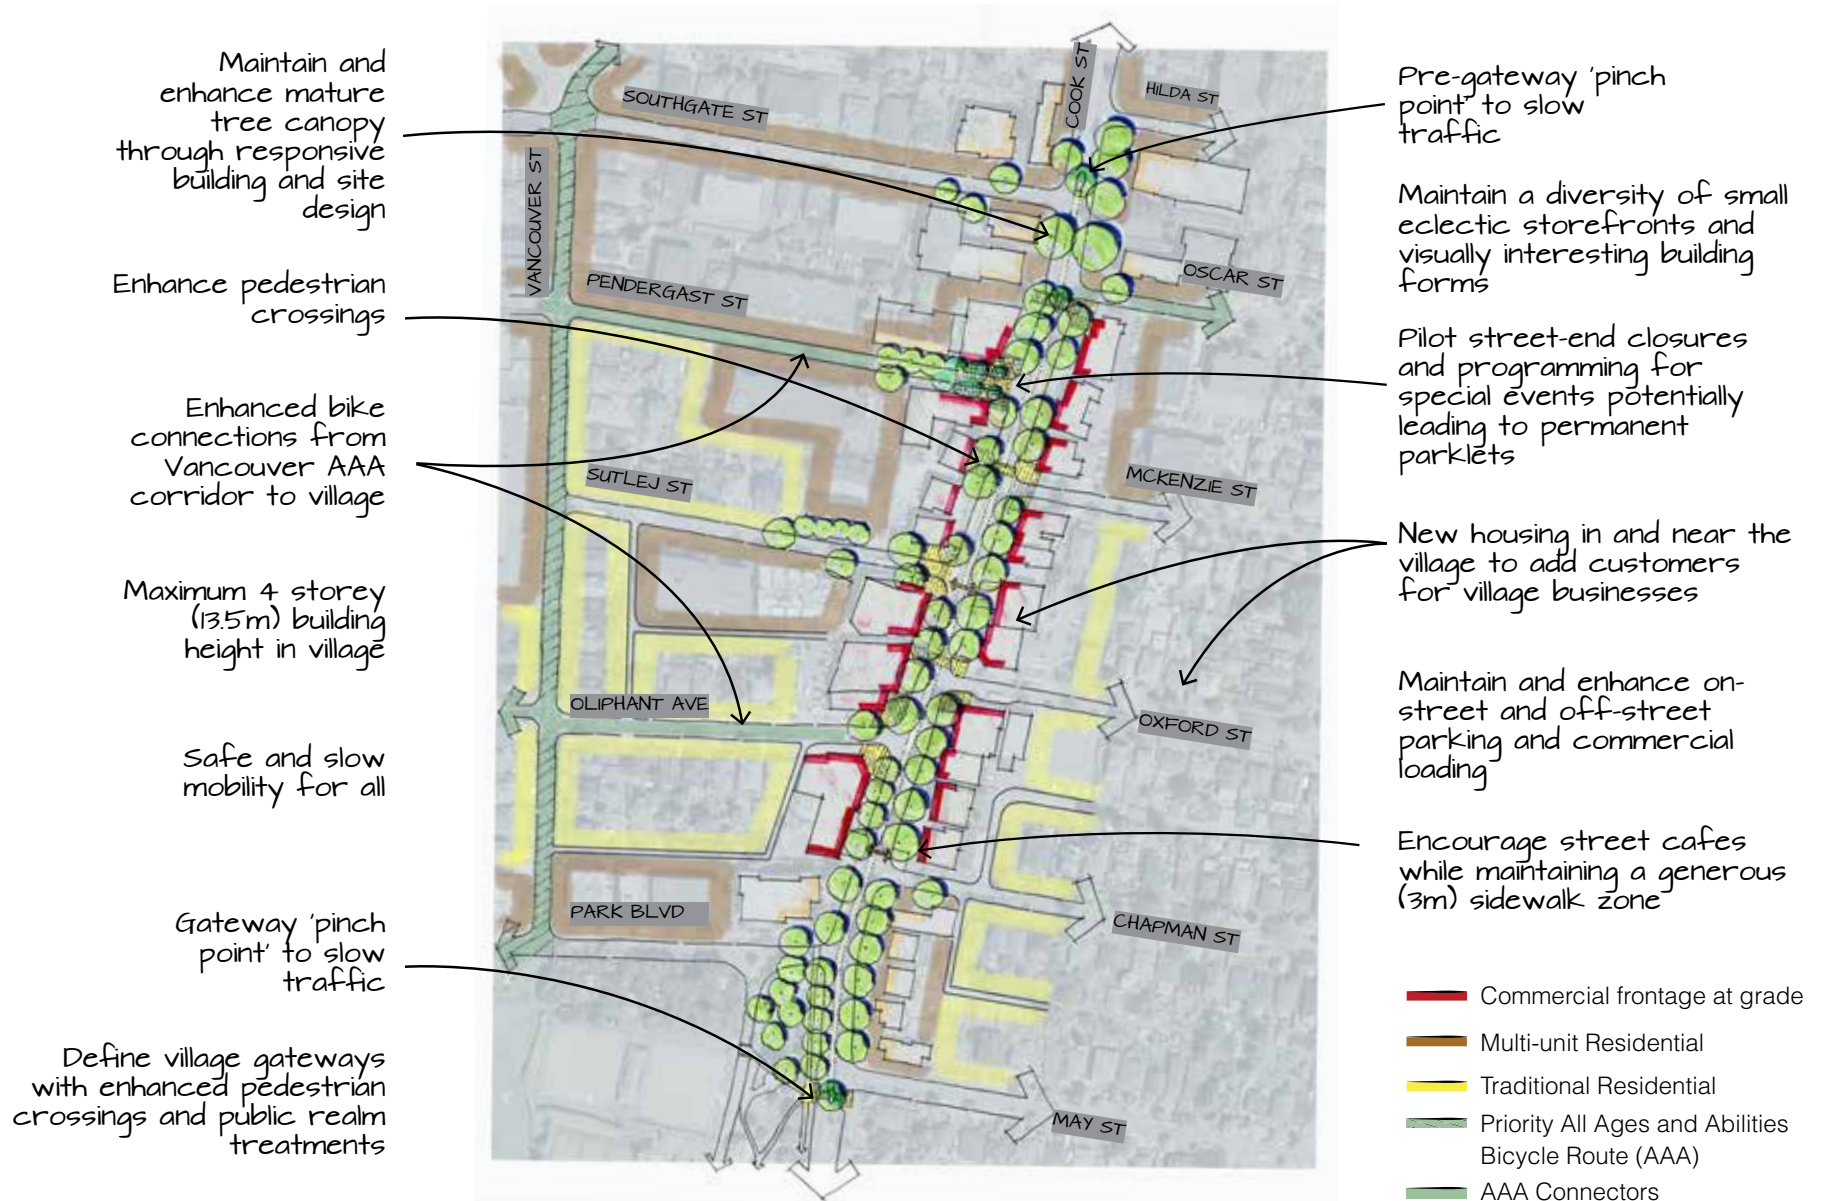 Maintain and
enhance mature
tree canopy
through responsive
building and site
design
Enhance pedestrian
crossings
Enhanced bike
connections from
Vancouver AAA
corridor to village
Maximum 4 storey
(13.5m) building
height in village
Safe and slow
mobility for all
Gateway 'pinch
point' to slow
traffic
Define village gateways
with enhanced pedestrian
crossings and public realm
treatments
SOUTHGATE ST
COOK ST
HILDA ST
VANCOUVER ST
OSCAR ST
PENDERGAST ST
SUTLEJ ST
MCKENZIE ST
OLIPHANT AVE
OXFORD ST
PARK BLVD
CHAPMAN ST
MAY ST
Pre-gateway 'pinch
point' to slow
traffic
Maintain a diversity of small
eclectic storefronts and
visually interesting building
forms
Pilot street-end closures
and programming for
special events potentially
leading to permanent
parklets
New housing in and near the
village to add customers
for village businesses
Maintain and enhance on-
street and off-street
parking and commercial
loading
Encourage street cafes
while maintaining a generous
(3m) sidewalk zone
Commercial frontage at grade
Multi-unit Residential
Traditional Residential
Priority All Ages and Abilities
Bicycle Route (AAA)
AAA Connectors